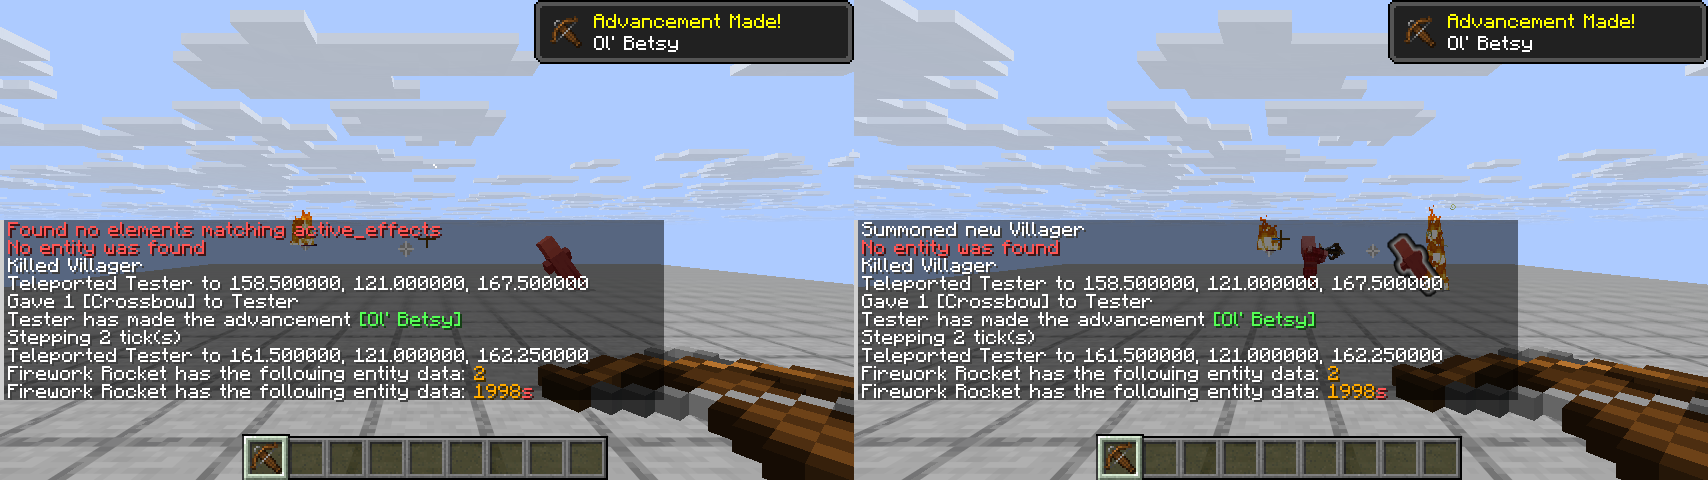 Advancement Made!
Ol' Betsy
Found no elements matching active_effects
No entity was found
Killed Villager
Teleported Tester to 158.500000, 121.000000, 167.500000
Gave 1 [Crossbow] to Tester
Tester has made the advancement [Ol' Betsy]
Stepping 2 tick(s)
Teleported Tester to 161.500000, 121.000000, 162.250000
Firework Rocket has the following entity data: 2
Firework Rocket has the following entity data: 1998s
Advancement Made!
Ol' Betsy
Summoned new Villager
No entity was found
Killed Villager
Teleported Tester to 158.500000, 121.000000, 167.500000
Gave 1 [Crossbow] to Tester
Tester has made the advancement [Ol' Betsy]
Stepping 2 tick(s)
Teleported Tester to 161.500000, 121.000000, 162.250000
Firework Rocket has the following entity data: 2
Firework Rocket has the following entity data: 1998s